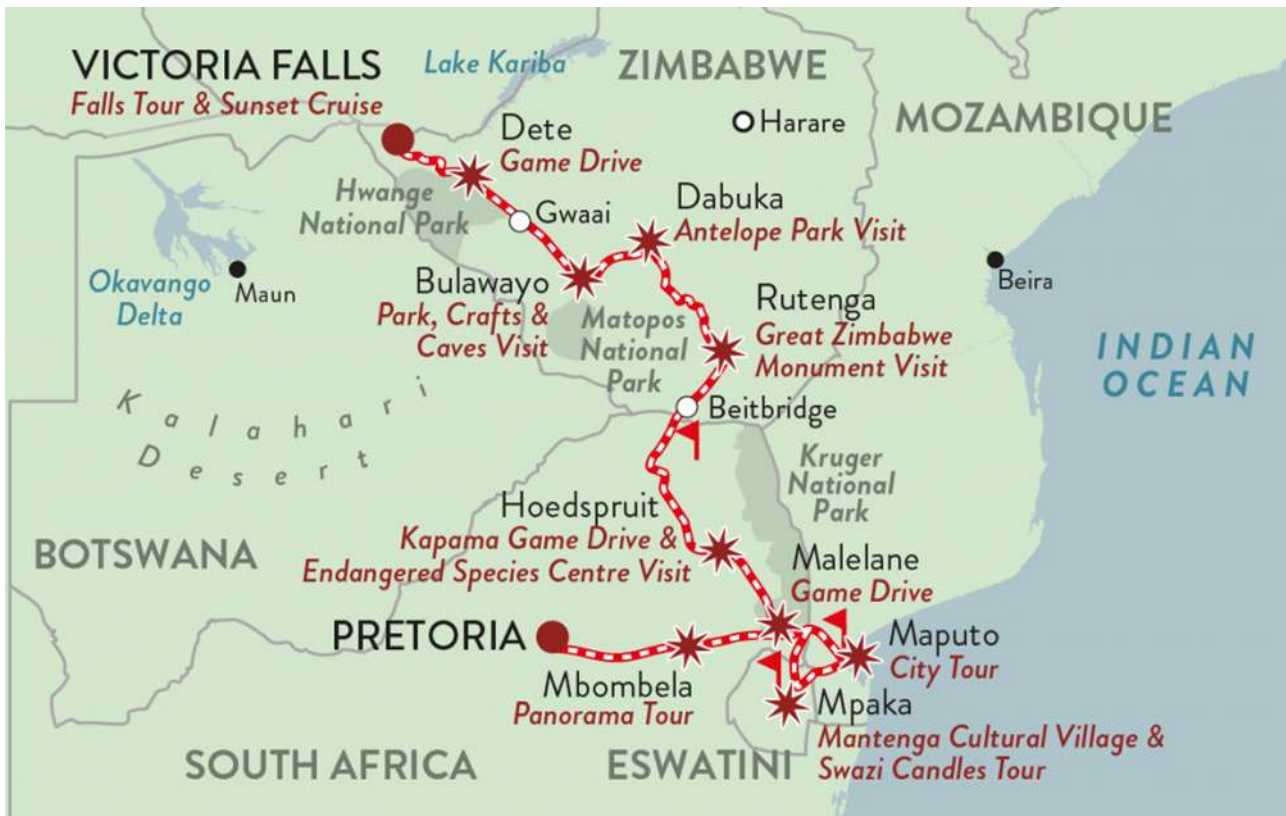 VICTORIA FALLS
Falls Tour & Sunset Cruise
Lake Kariba
ZIMBABWE
Harare
MOZAMBIQUE
Dete
Game Drive
Hwange
National Park
Gwaai
Dabuka
Antelope Park Visit
Okavango
Delta
Maun
Bulawayo
Park, Crafts &
Caves Visit
Matopos
National
Park
Rutenga
Great Zimbabwe
Monument Visit
Beira
INDIAN
OCEAN
Kalahari
Desert
Beitbridge
Kruger
National
Park
Hoedspruit
Kapama Game Drive &
Endangered Species Centre Visit
BOTSWANA
Malelane
Game Drive
PRETORIA
Maputo
City Tour
Mbombela
Panorama Tour
Mpaka
Mantenga Cultural Village &
Swazi Candles Tour
SOUTH AFRICA
ESWATINI